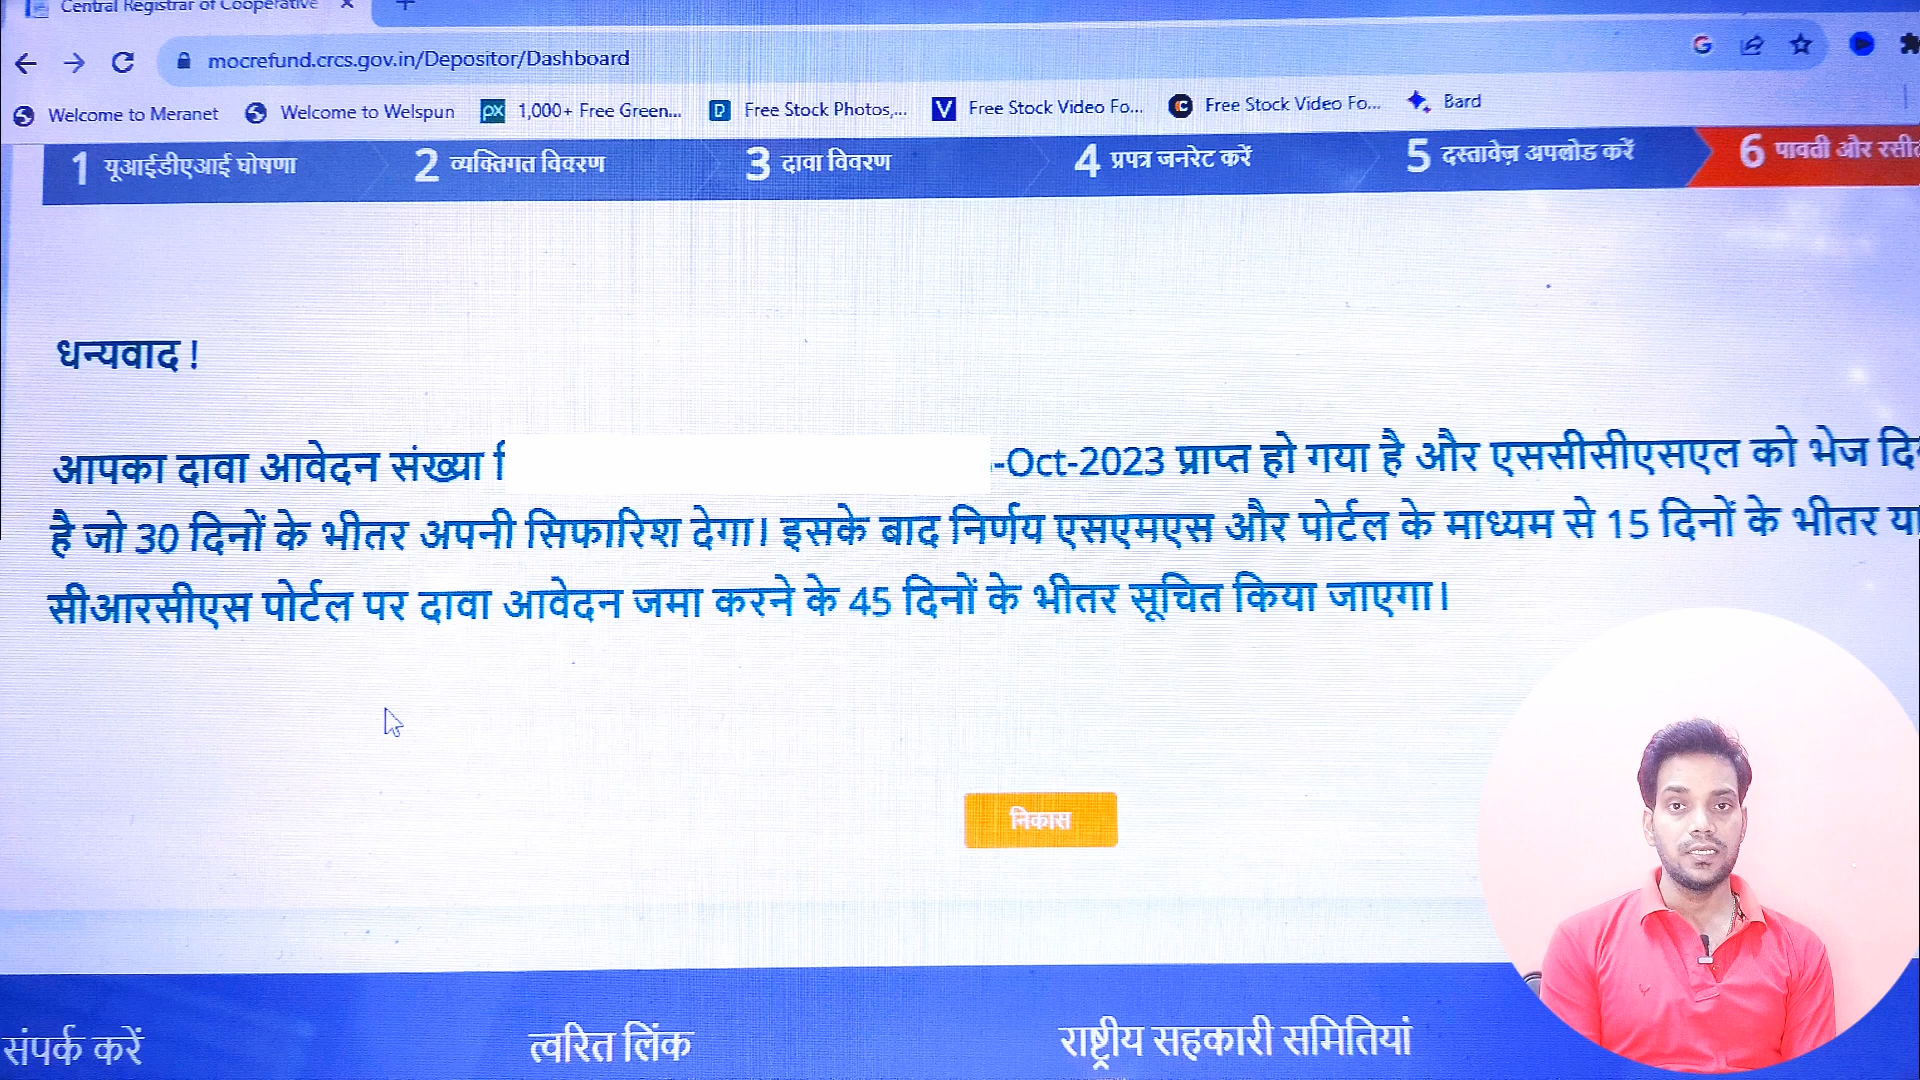 Central Registrar of Cooperative
mocrefund.crcs.gov.in/Depositor/Dashboard
Welcome to Meranet Welcome to Welspun 1,000+ Free Green... Free Stock Photos,... Free Stock Video Fo... Free Stock Video Fo... Bard
1 यूआईडीएआई घोषणा 2 व्यक्तिगत विवरण 3 दावा विवरण 4 प्रपत्र जनरेट करें 5 दस्तावेज़ अपलोड करें 6 पावती और
धन्यवाद !
आपका दावा आवेदन संख्या -Oct-2023 प्राप्त हो गया है और एससीसीएसएल को भेज
है जो 30 दिनों के भीतर अपनी सिफारिश देगा। इसके बाद निर्णय एसएमएस और पोर्टल के माध्यम से 15 दिनों के भीतर
सीआरसीएस पोर्टल पर दावा आवेदन जमा करने के 45 दिनों के भीतर सूचित किया जाएगा।
निकास
संपर्क करें त्वरित लिंक राष्ट्रीय सहकारी समितियां